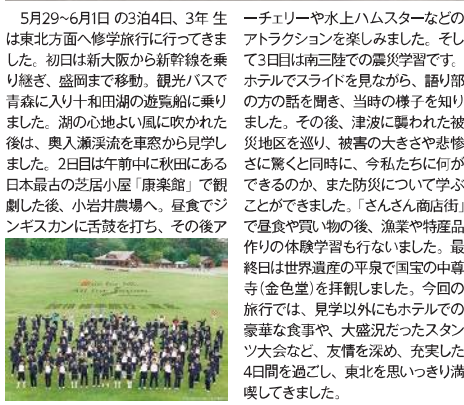 5月29~6月1日の3泊4日、3年生
は東北方面へ修学旅行に行ってきま
した。初日は新大阪から新幹線を乗
り継ぎ、盛岡まで移動。観光バスで
青森に入り十和田湖の遊覧船に乗り
ました。湖の心地よい風に吹かれた
後は、奥入瀬渓流を車窓から見学し
ました。2日目は午前中に秋田にある
日本最古の芝居小屋「康楽館」で観
劇した後、小岩井農場へ。昼食でジ
ンギスカンに舌鼓を打ち、その後ア
ーチェリーや水上ハムスターなどの
アトラクションを楽しみました。そし
て3日目は南三陸での震災学習です。
ホテルでスライドを見ながら、語り部
の方の話を聞き、当時の様子を知り
ました。その後、津波に襲われた被
災地区を巡り、被害の大きさや悲惨
さに驚くと同時に、今私たちに何が
できるのか、また防災について学ぶ
ことができました。「さんさん商店街」
で昼食や買い物の後、漁業や特産品
作りの体験学習も行ないました。最
終日は世界遺産の平泉で国宝の中尊
寺(金色堂)を拝観しました。今回の
旅行では、見学以外にもホテルでの
豪華な食事や、大盛況だったスタン
ツ大会など、友情を深め、充実した
4日間を過ごし、東北を思いっきり満
喫してきました。